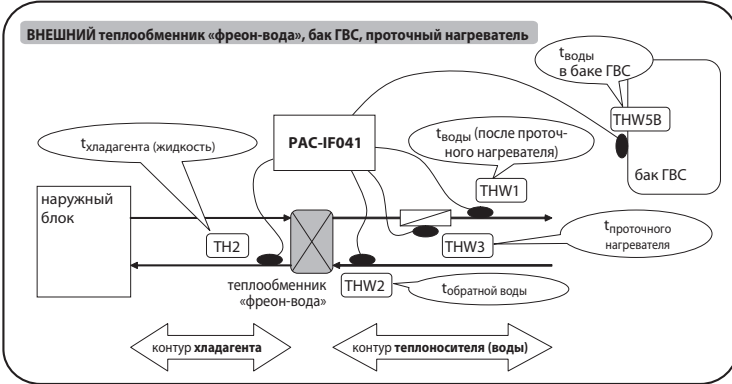 ВНЕШНИЙ теплообменник «фреон-вода», бак ГВС, проточный нагреватель
tводы
в баке ГВС
THW5B
бак ГВС
PAC-IF041
tводы (после проточ-
ного нагревателя)
THW1
tхладагента (жидкость)
наружный
блок
TH2
THW3
tпроточного
нагревателя
теплообменник
«фреон-вода»
THW2
tобратной воды
контур хладагента
контур теплоносителя (воды)